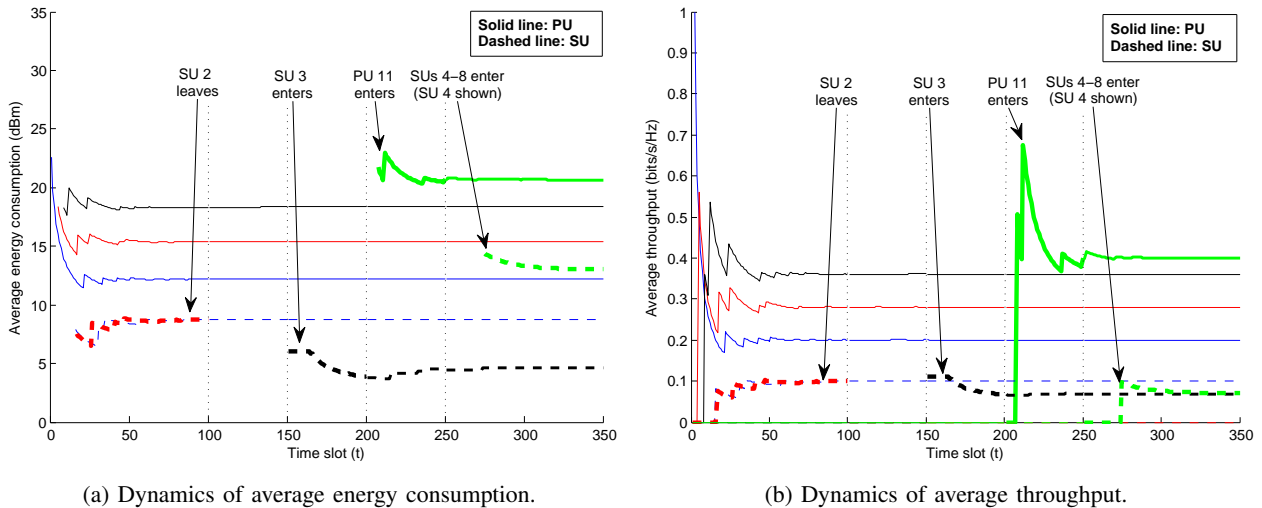 35
30
25
20
15
10
5
0
0
50
100
150
200
250
300
350
Average energy consumption (dBm)
Time slot (t)
Solid line: PU
Dashed line: SU
SU 2
leaves
SU 3
enters
PU 11
enters
SUs 4–8 enter
(SU 4 shown)
(a) Dynamics of average energy consumption.
1
0.9
0.8
0.7
0.6
0.5
0.4
0.3
0.2
0.1
0
0
50
100
150
200
250
300
350
Average throughput (bits/s/Hz)
Time slot (t)
Solid line: PU
Dashed line: SU
SU 2
leaves
SU 3
enters
PU 11
enters
SUs 4–8 enter
(SU 4 shown)
(b) Dynamics of average throughput.